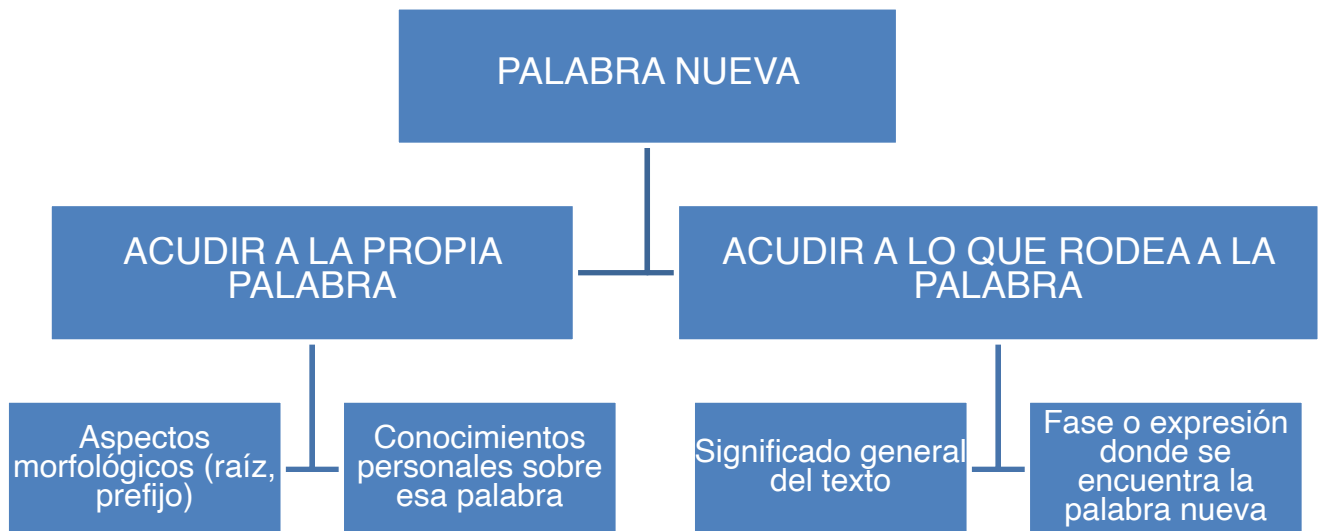 PALABRA NUEVA
ACUDIR A LA PROPIA
PALABRA
ACUDIR A LO QUE RODEA A LA
PALABRA
Aspectos
morfológicos (raíz,
prefijo)
Conocimientos
personales sobre
esa palabra
Significado general
del texto
Fase o expresión
donde se
encuentra la
palabra nueva